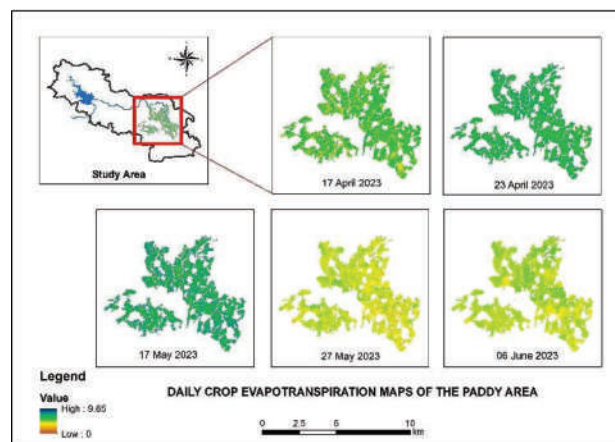 Study Area
17 April 2023
23 April 2023
17 May 2023
27 May 2023
06 June 2023
Legend
Value
High : 9.65
Low : 0
DAILY CROP EVAPOTRANSPIRATION MAPS OF THE PADDY AREA
0 2.5 5 10
km